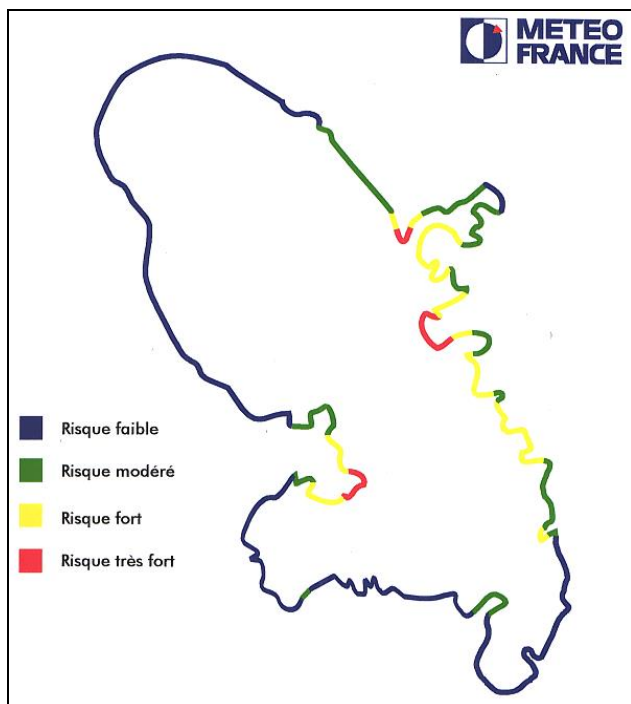 METEO
FRANCE
Risque faible
Risque modéré
Risque fort
Risque très fort